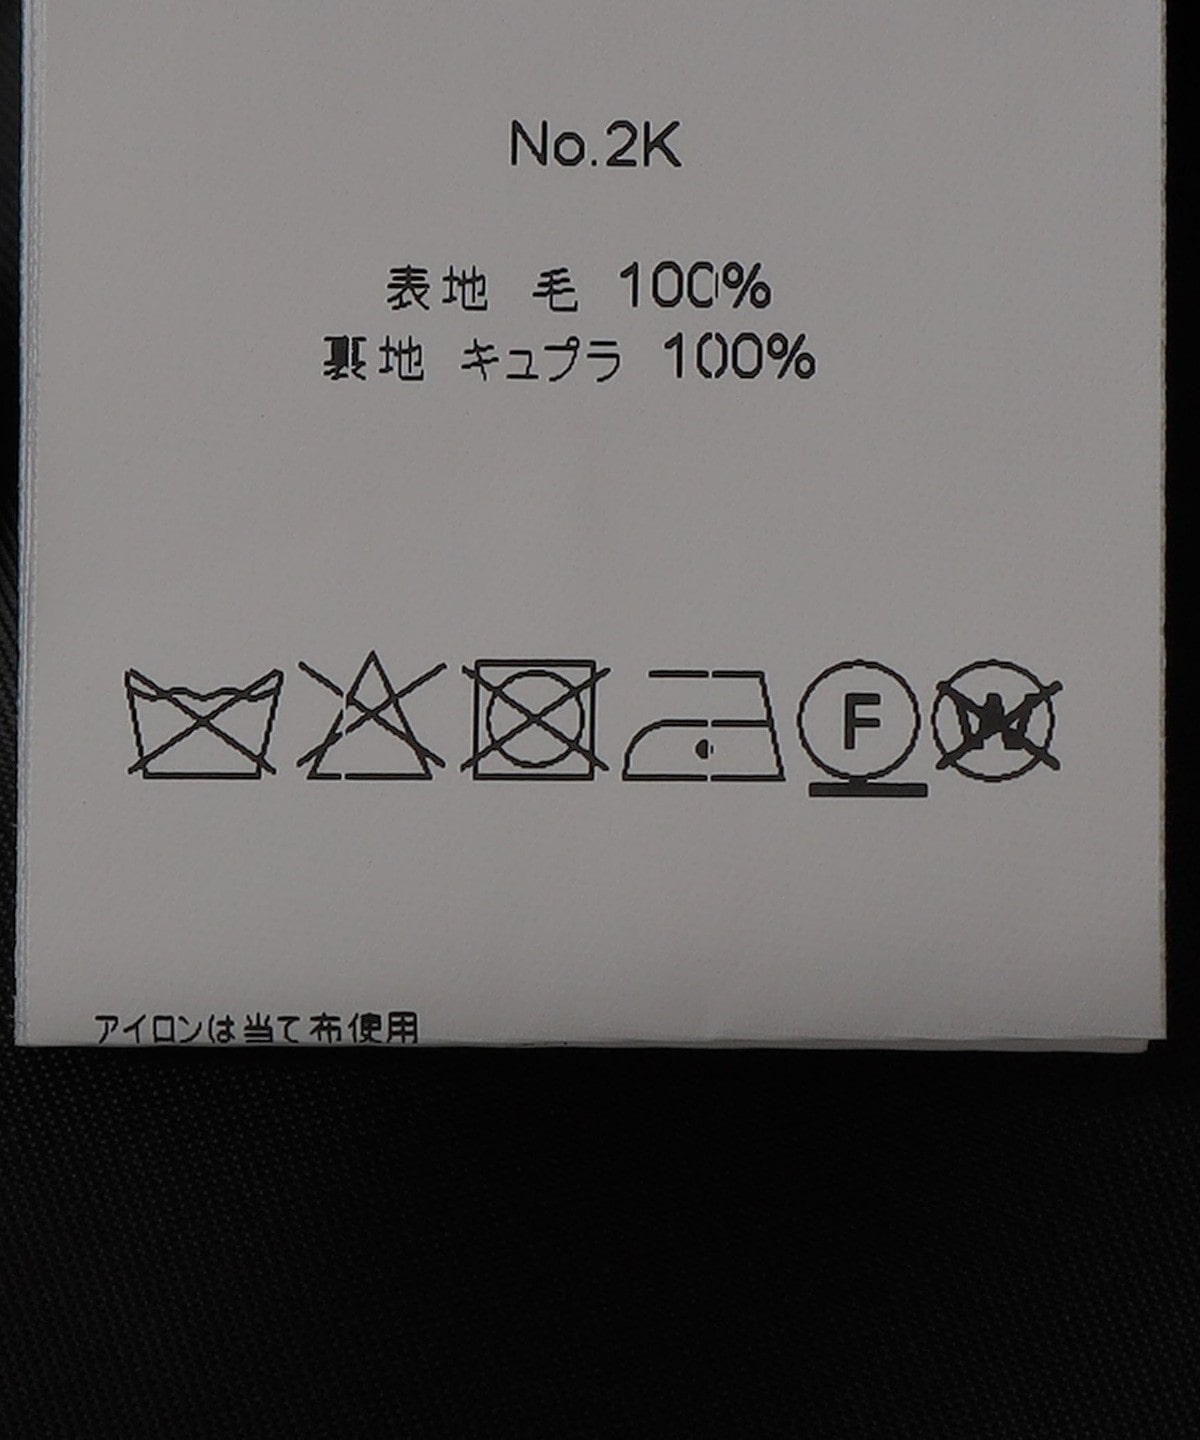 No.2K
表地 毛 100%
裏地 キュプラ 100%
F W
アイロンは当て布使用